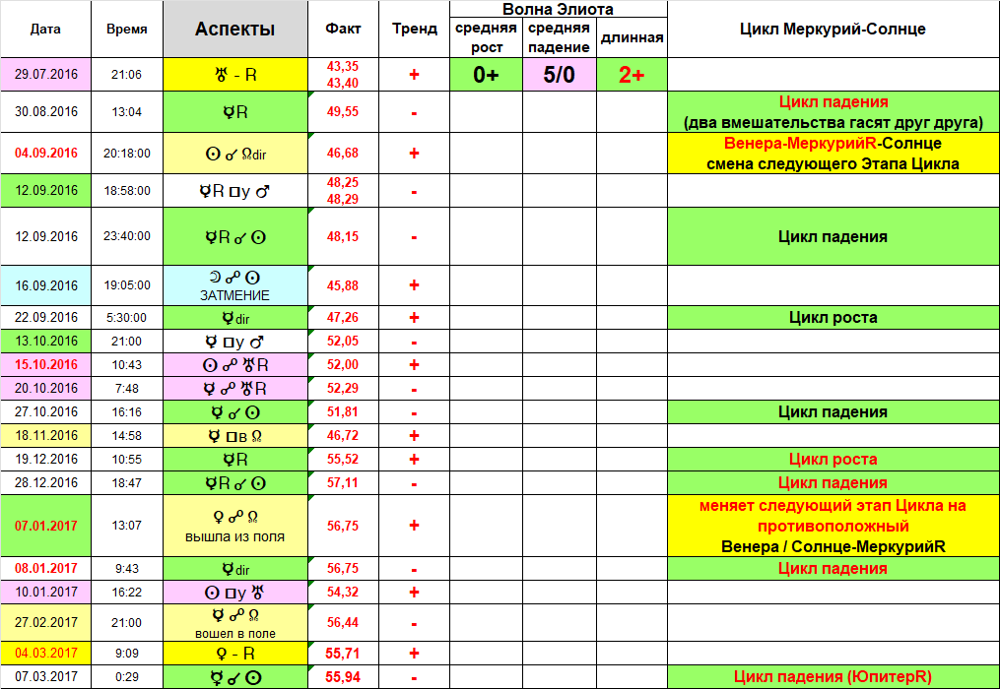 Дата Время Аспекты Факт Тренд Волна Элиота Цикл Меркурий-Солнце
средняя рост средняя падение длинная
29.07.2016 21:06 ♅ - R 43,35 43,40 + 0+ 5/0 2+
30.08.2016 13:04 ☿R 49,55 - Цикл падения
(два вмешательства гасят друг друга)
04.09.2016 20:18:00 ☉ ☌ ☊dir 46,68 + Венера-МеркурийR-Солнце
смена следующего Этапа Цикла
12.09.2016 18:58:00 ☿R □у ♂ 48,25 48,29 -
12.09.2016 23:40:00 ☿R ☌ ☉ 48,15 - Цикл падения
16.09.2016 19:05:00 ☽ ☍ ☉ 45,88 +
ЗАТМЕНИЕ
22.09.2016 5:30:00 ☿dir 47,26 + Цикл роста
13.10.2016 21:00 ☿ □у ♂ 52,05 -
15.10.2016 10:43 ☉ ☍ ♅R 52,00 +
20.10.2016 7:48 ☿ ☍ ♅R 52,29 -
27.10.2016 16:16 ☿ ☌ ☉ 51,81 - Цикл падения
18.11.2016 14:58 ☿ □в ☊ 46,72 +
19.12.2016 10:55 ☿R 55,52 + Цикл роста
28.12.2016 18:47 ☿R ☌ ☉ 57,11 - Цикл падения
07.01.2017 13:07 ♀ ☍ ☊ 56,75 + меняет следующий этап Цикла на
вышла из поля противоположный
Венера / Солнце-МеркурийR
08.01.2017 9:43 ☿dir 56,75 - Цикл падения
10.01.2017 16:22 ☉ □у ♅ 54,32 +
27.02.2017 21:00 ☿ ☍ ☊ 56,44 -
вошел в поле
04.03.2017 9:09 ♀ - R 55,71 +
07.03.2017 0:29 ☿ ☌ ☉ 55,94 - Цикл падения (ЮпитерR)